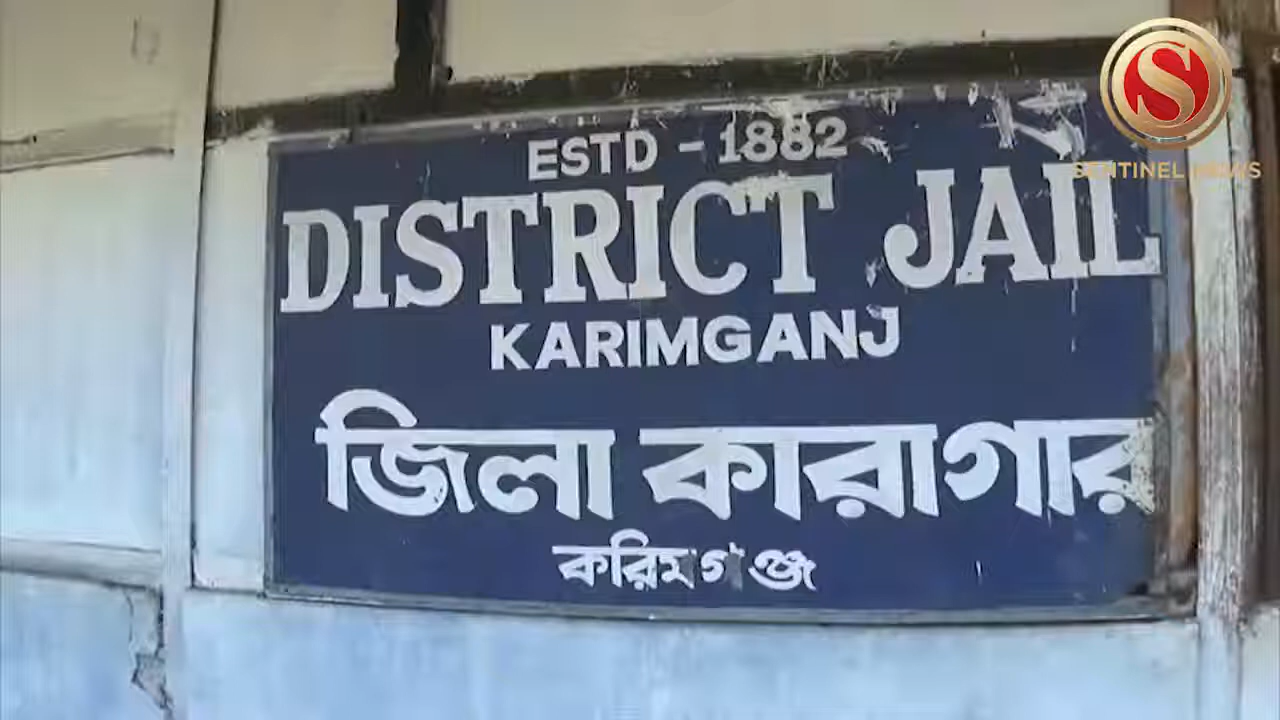 ESTD - 1882
DISTRICT JAIL
KARIMGANJ
জিলা কারাগার
করিমগঞ্জ
S
SENTINEL NEWS